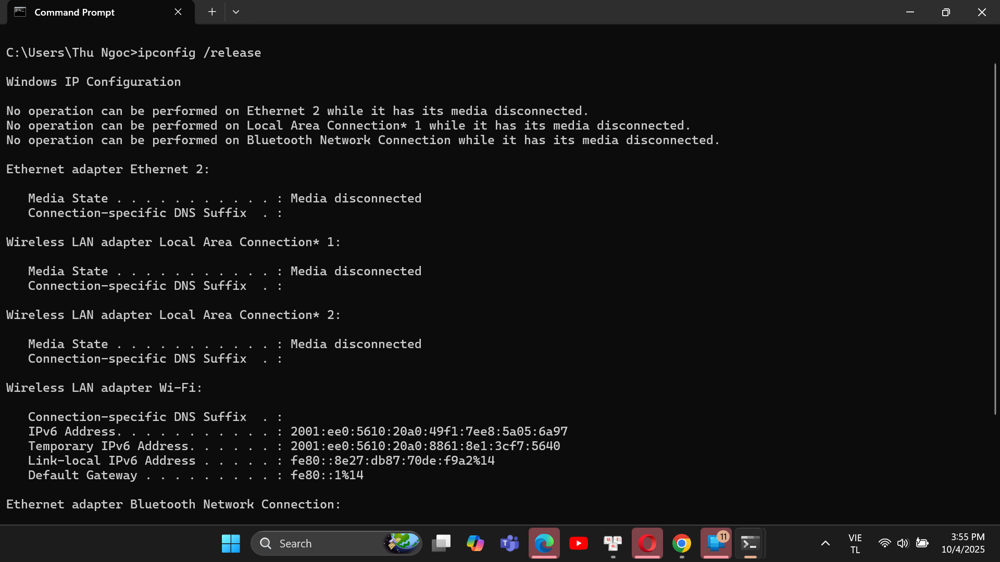 Command Prompt
C:\Users\Thu Ngoc>ipconfig /release
Windows IP Configuration
No operation can be performed on Ethernet 2 while it has its media disconnected.
No operation can be performed on Local Area Connection* 1 while it has its media disconnected.
No operation can be performed on Bluetooth Network Connection while it has its media disconnected.
Ethernet adapter Ethernet 2:
   Media State . . . . . . . . . . . : Media disconnected
   Connection-specific DNS Suffix  . :
Wireless LAN adapter Local Area Connection* 1:
   Media State . . . . . . . . . . . : Media disconnected
   Connection-specific DNS Suffix  . :
Wireless LAN adapter Local Area Connection* 2:
   Media State . . . . . . . . . . . : Media disconnected
   Connection-specific DNS Suffix  . :
Wireless LAN adapter Wi-Fi:
   Connection-specific DNS Suffix  . :
   IPv6 Address. . . . . . . . . . . : 2001:ee0:5610:20a0:49f1:7ee8:5a05:6a97
   Temporary IPv6 Address. . . . . . : 2001:ee0:5610:20a0:8861:8e1:3cf7:5640
   Link-local IPv6 Address . . . . . : fe80::8e27:db87:70de:f9a2%14
   Default Gateway . . . . . . . . . : fe80::1%14
Ethernet adapter Bluetooth Network Connection:
Search
T
u i
n
11
VIE
TL
3:55 PM
10/4/2025